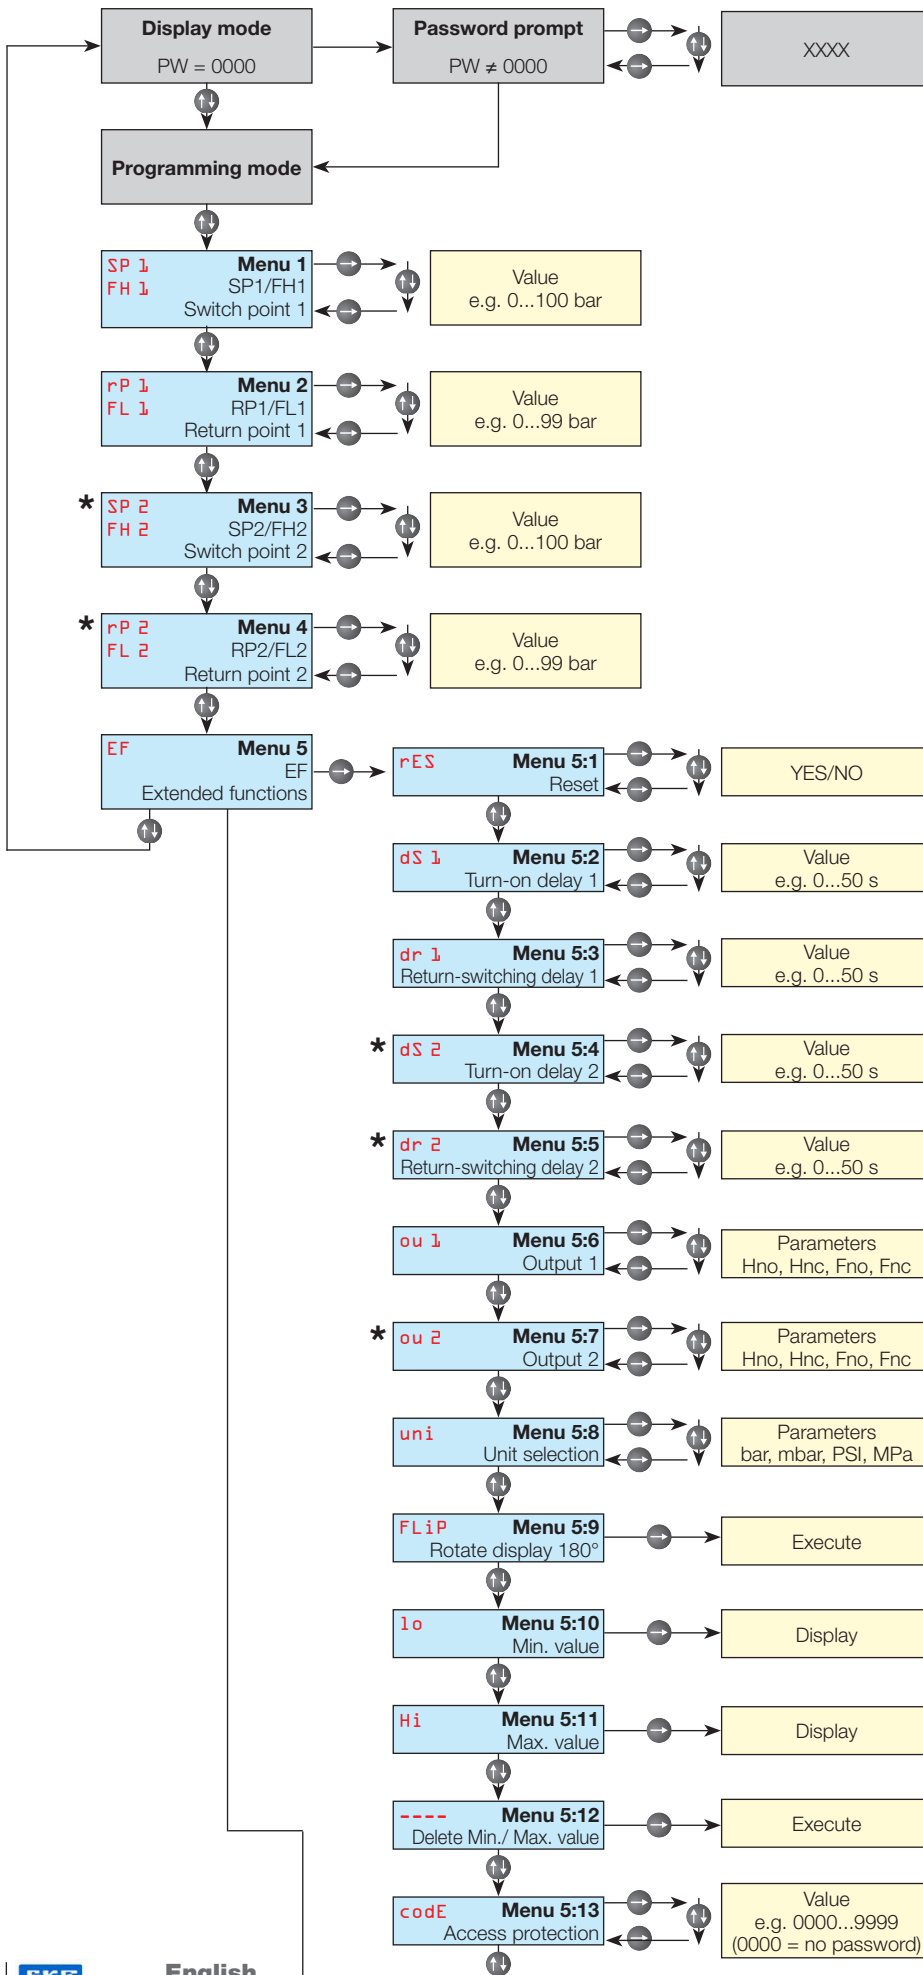 Display mode
PW = 0000
Password prompt
PW ≠ 0000
XXXX
Programming mode
SP 1 Menu 1
FH 1 SP1/FH1
Switch point 1
Value
e.g. 0...100 bar
rP 1 Menu 2
FL 1 RP1/FL1
Return point 1
Value
e.g. 0...99 bar
* SP 2 Menu 3
FH 2 SP2/FH2
Switch point 2
Value
e.g. 0...100 bar
* rP 2 Menu 4
FL 2 RP2/FL2
Return point 2
Value
e.g. 0...99 bar
EF Menu 5
EF
Extended functions
rES Menu 5:1
Reset
YES/NO
dS 1 Menu 5:2
Turn-on delay 1
Value
e.g. 0...50 s
dr 1 Menu 5:3
Return-switching delay 1
Value
e.g. 0...50 s
* dS 2 Menu 5:4
Turn-on delay 2
Value
e.g. 0...50 s
* dr 2 Menu 5:5
Return-switching delay 2
Value
e.g. 0...50 s
ou 1 Menu 5:6
Output 1
Parameters
Hno, Hnc, Fno, Fnc
* ou 2 Menu 5:7
Output 2
Parameters
Hno, Hnc, Fno, Fnc
uni Menu 5:8
Unit selection
Parameters
bar, mbar, PSI, MPa
FLiP Menu 5:9
Rotate display 180°
Execute
lo Menu 5:10
Min. value
Display
Hi Menu 5:11
Max. value
Display
---- Menu 5:12
Delete Min./ Max. value
Execute
codE Menu 5:13
Access protection
Value
e.g. 0000...9999
(0000 = no password)
English